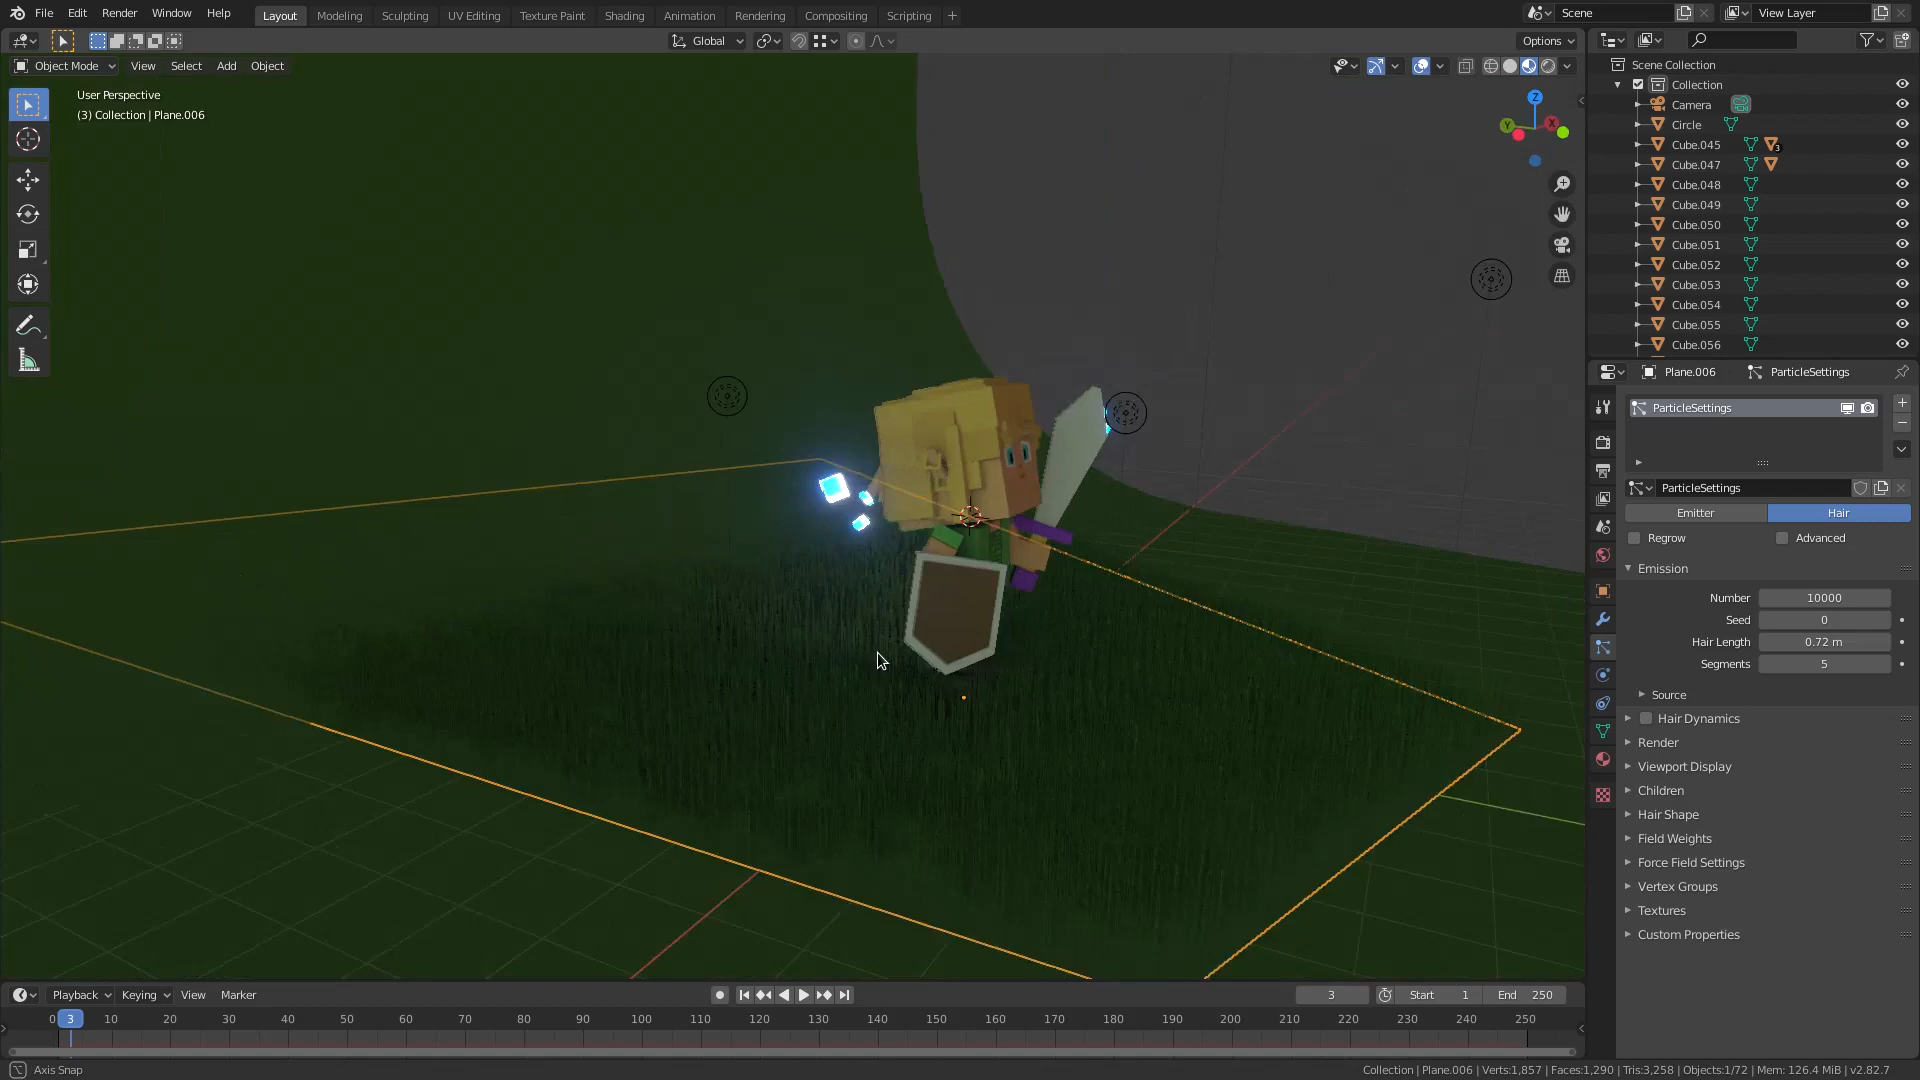 File Edit Render Window Help Layout Modeling Sculpting UV Editing Texture Paint Shading Animation Rendering Compositing Scripting + Scene View Layer
Global Options
Object Mode View Select Add Object
User Perspective
(3) Collection | Plane.006
Z
Y X
Scene Collection
Collection
Camera
Circle
Cube.045 3
Cube.047
Cube.048
Cube.049
Cube.050
Cube.051
Cube.052
Cube.053
Cube.054
Cube.055
Cube.056
Plane.006 ParticleSettings
ParticleSettings
ParticleSettings
Emitter Hair
Regrow Advanced
Emission
Number 10000
Seed 0
Hair Length 0.72 m
Segments 5
Source
Hair Dynamics
Render
Viewport Display
Children
Hair Shape
Field Weights
Force Field Settings
Vertex Groups
Textures
Custom Properties
Playback Keying View Marker 3 Start 1 End 250
0 3 10 20 30 40 50 60 70 80 90 100 110 120 130 140 150 160 170 180 190 200 210 220 230 240 250
Axis Snap Collection | Plane.006 | Verts:1,857 | Faces:1,290 | Tris:3,258 | Objects:1/72 | Mem: 126.4 MiB | v2.82.7